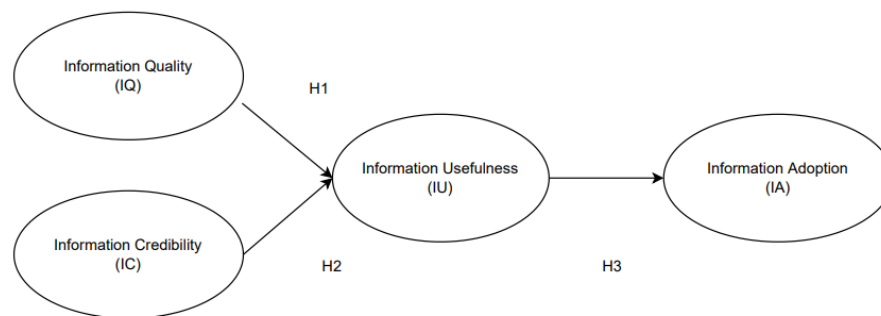 Information Quality
(IQ)
H1
Information Usefulness
(IU)
Information Adoption
(IA)
Information Credibility
(IC)
H2
H3